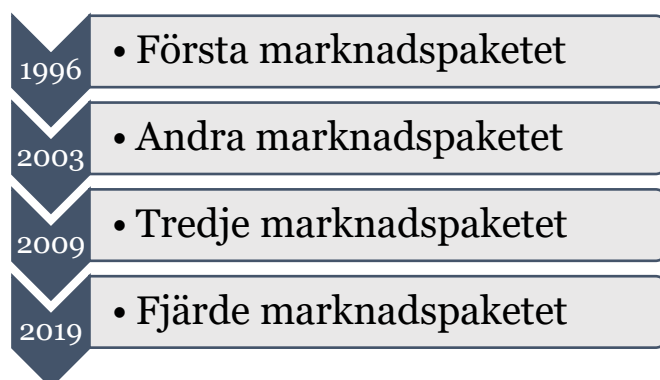 1996
• Första marknadspaketet
2003
• Andra marknadspaketet
2009
• Tredje marknadspaketet
2019
• Fjärde marknadspaketet